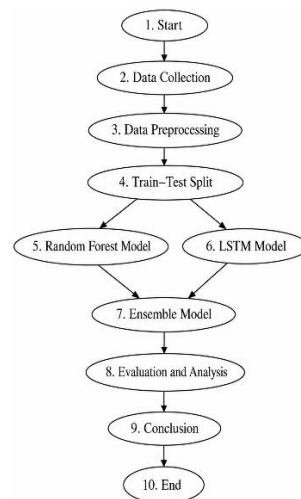 1. Start
2. Data Collection
3. Data Preprocessing
4. Train–Test Split
5. Random Forest Model
6. LSTM Model
7. Ensemble Model
8. Evaluation and Analysis
9. Conclusion
10. End